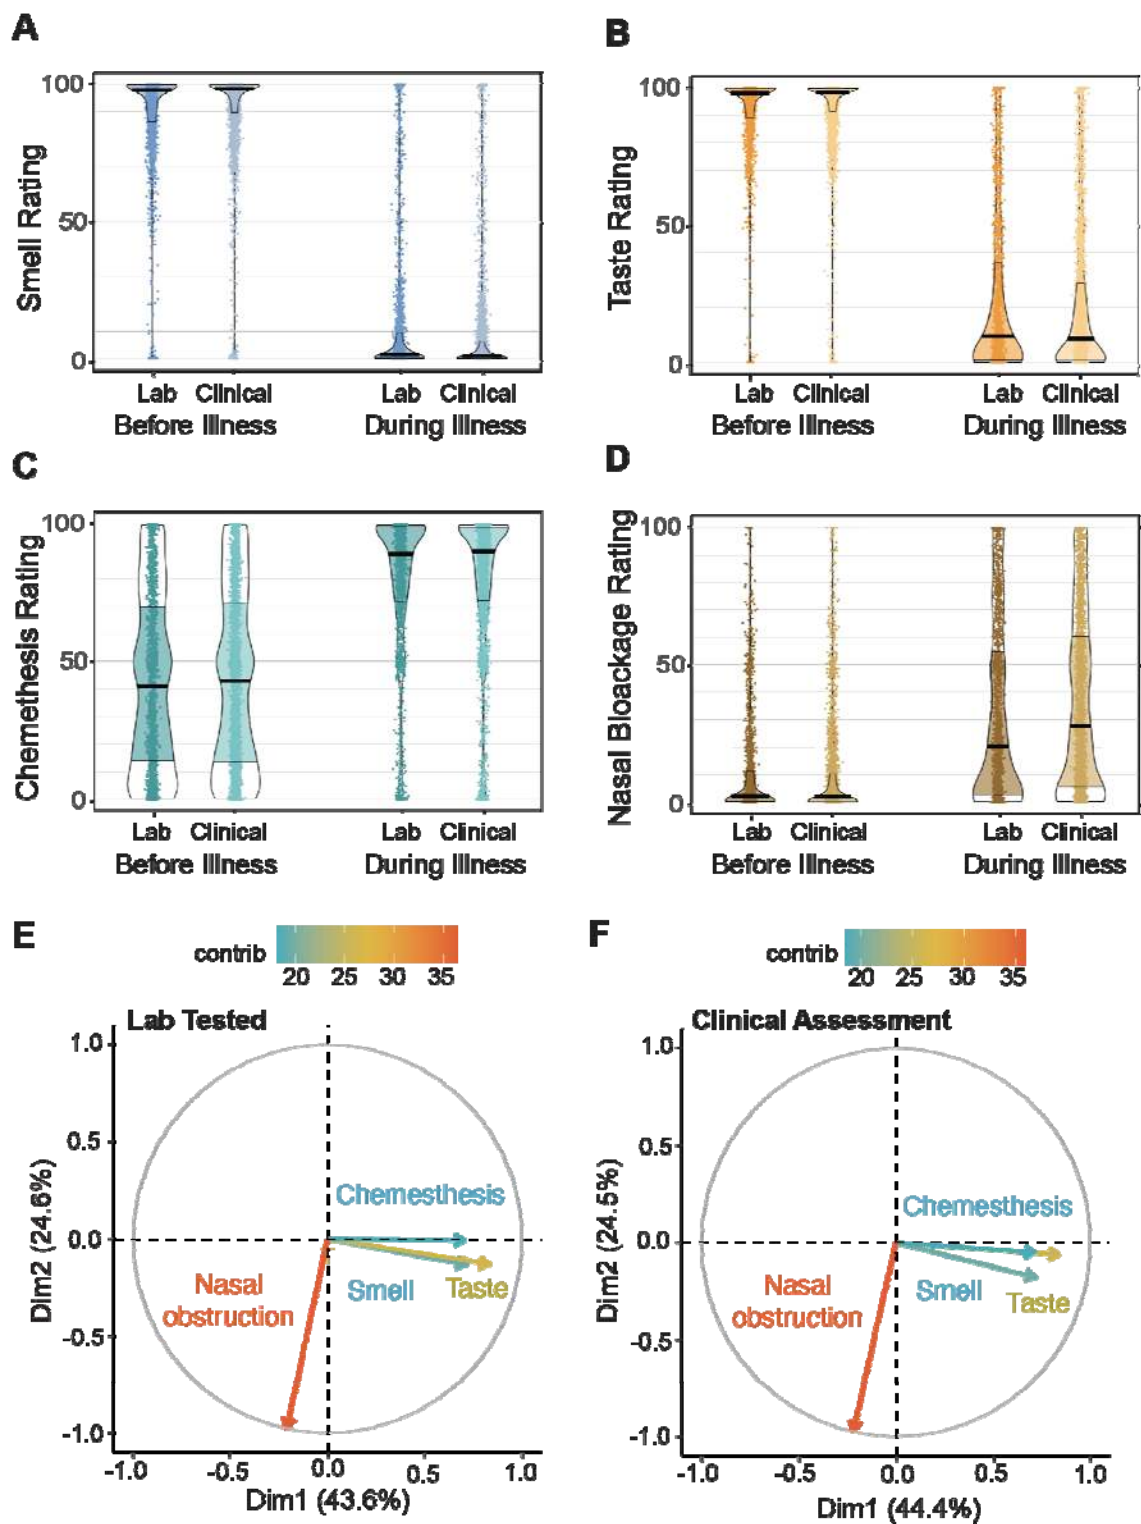 A
Smell Rating
100
50
0
Lab Clinical Lab Clinical
Before Illness During Illness
B
Taste Rating
100
50
0
Lab Clinical Lab Clinical
Before Illness During Illness
C
Chemethesis Rating
100
50
0
Lab Clinical Lab Clinical
Before Illness During Illness
D
Nasal Bloackage Rating
100
50
0
Lab Clinical Lab Clinical
Before Illness During Illness
E
contrib
20 25 30 35
Lab Tested
Dim2 (24.6%)
1.0
0.5
0.0
-0.5
-1.0
Chemesthesis
Nasal
obstruction
Smell
Taste
-1.0 -0.5 0.0 0.5 1.0
Dim1 (43.6%)
F
contrib
20 25 30 35
Clinical Assessment
Dim2 (24.5%)
1.0
0.5
0.0
-0.5
-1.0
Chemesthesis
Nasal
obstruction
Smell
Taste
-1.0 -0.5 0.0 0.5 1.0
Dim1 (44.4%)